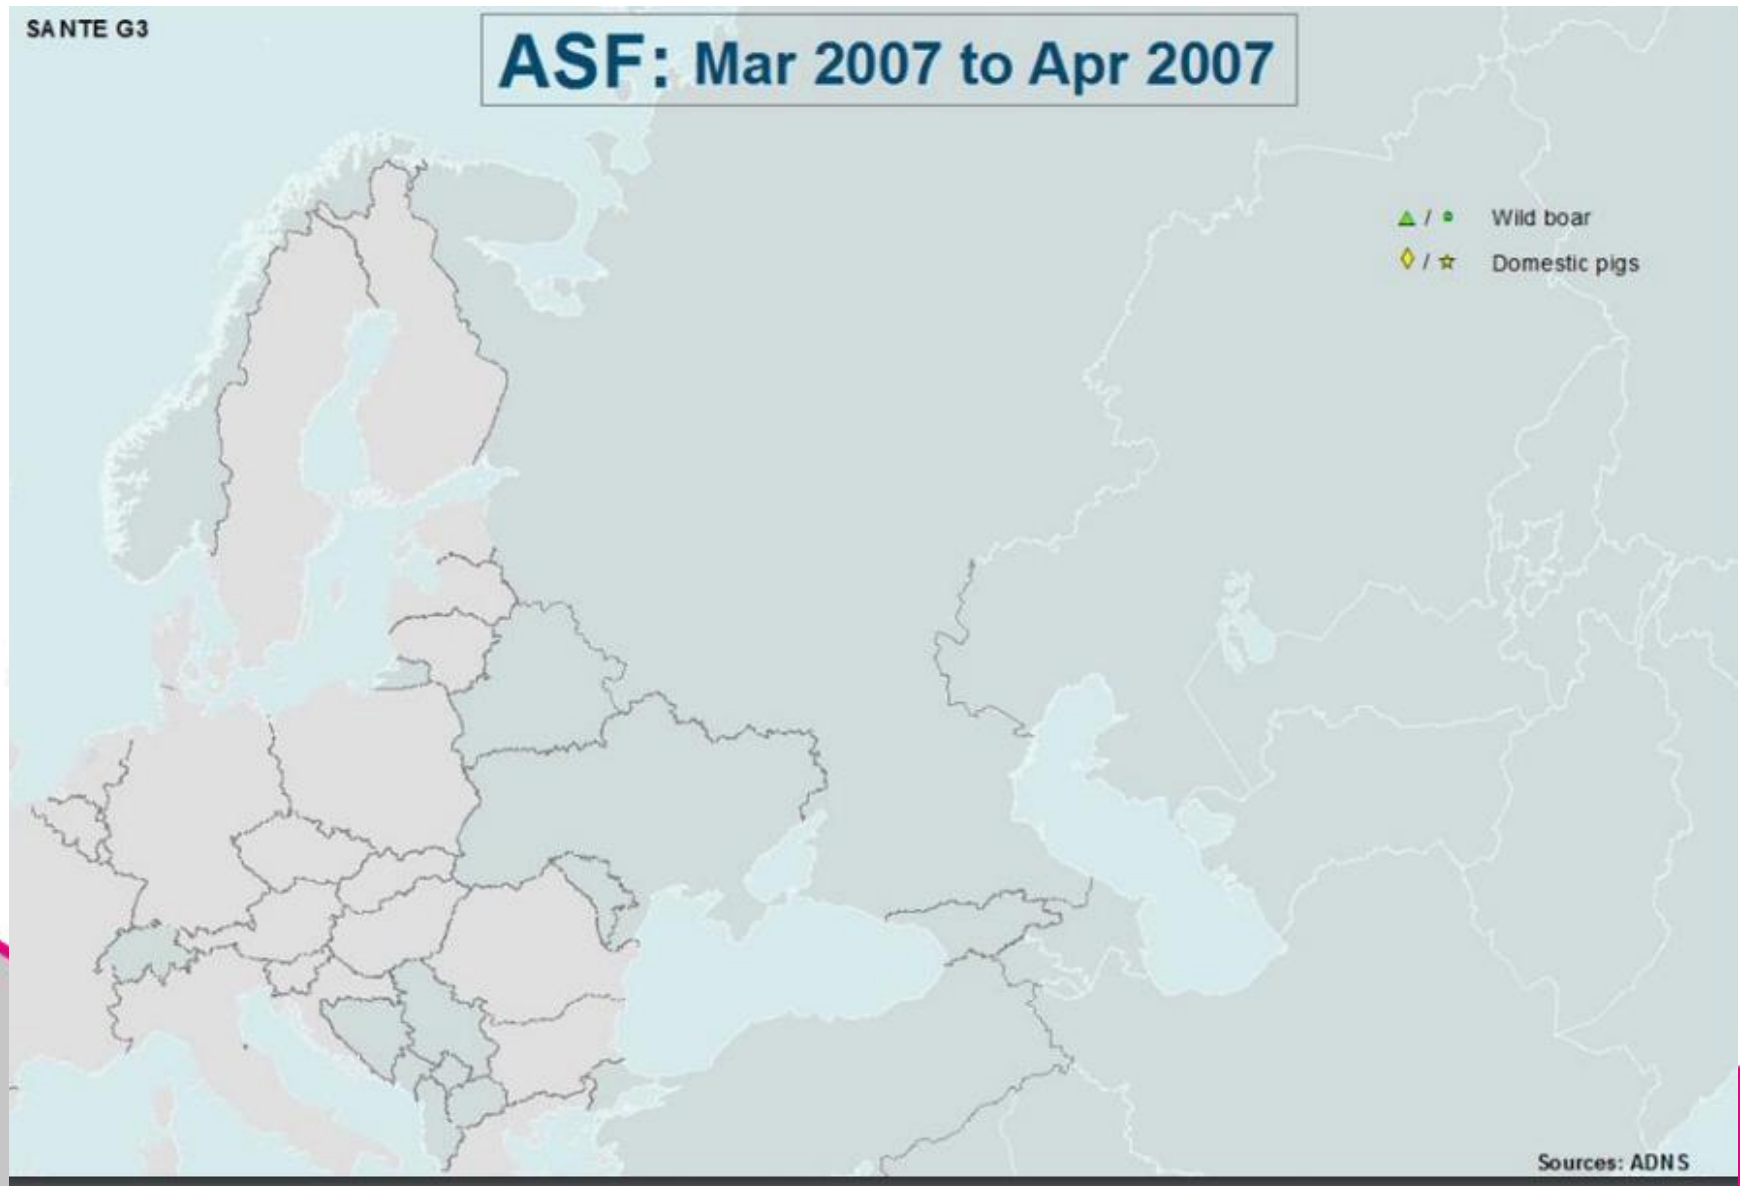 SANTE G3
ASF: Mar 2007 to Apr 2007
/ Wild boar
/ Domestic pigs
Sources: ADNS